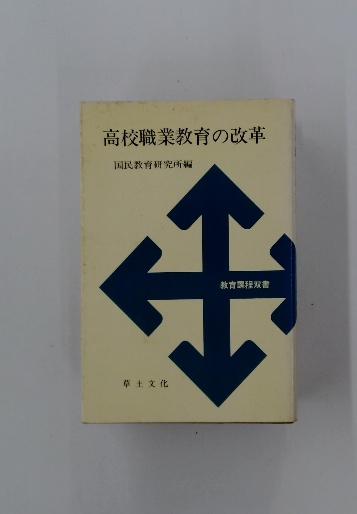 高校職業教育の改革
国民教育研究所編
教育課程双書
草土文化